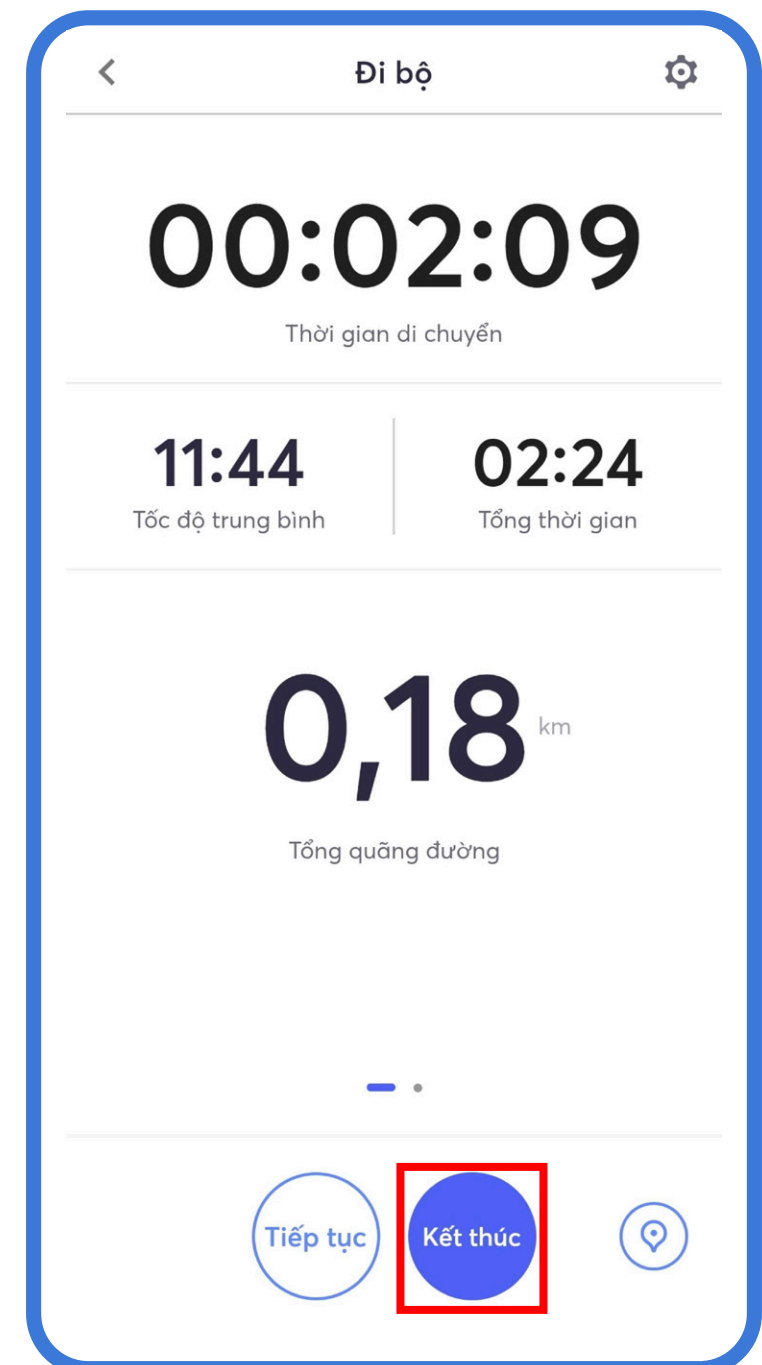 Đi bộ
00:02:09
Thời gian di chuyển
11:44
02:24
Tốc độ trung bình
Tổng thời gian
0,18 km
Tổng quãng đường
Tiếp tục
Kết thúc